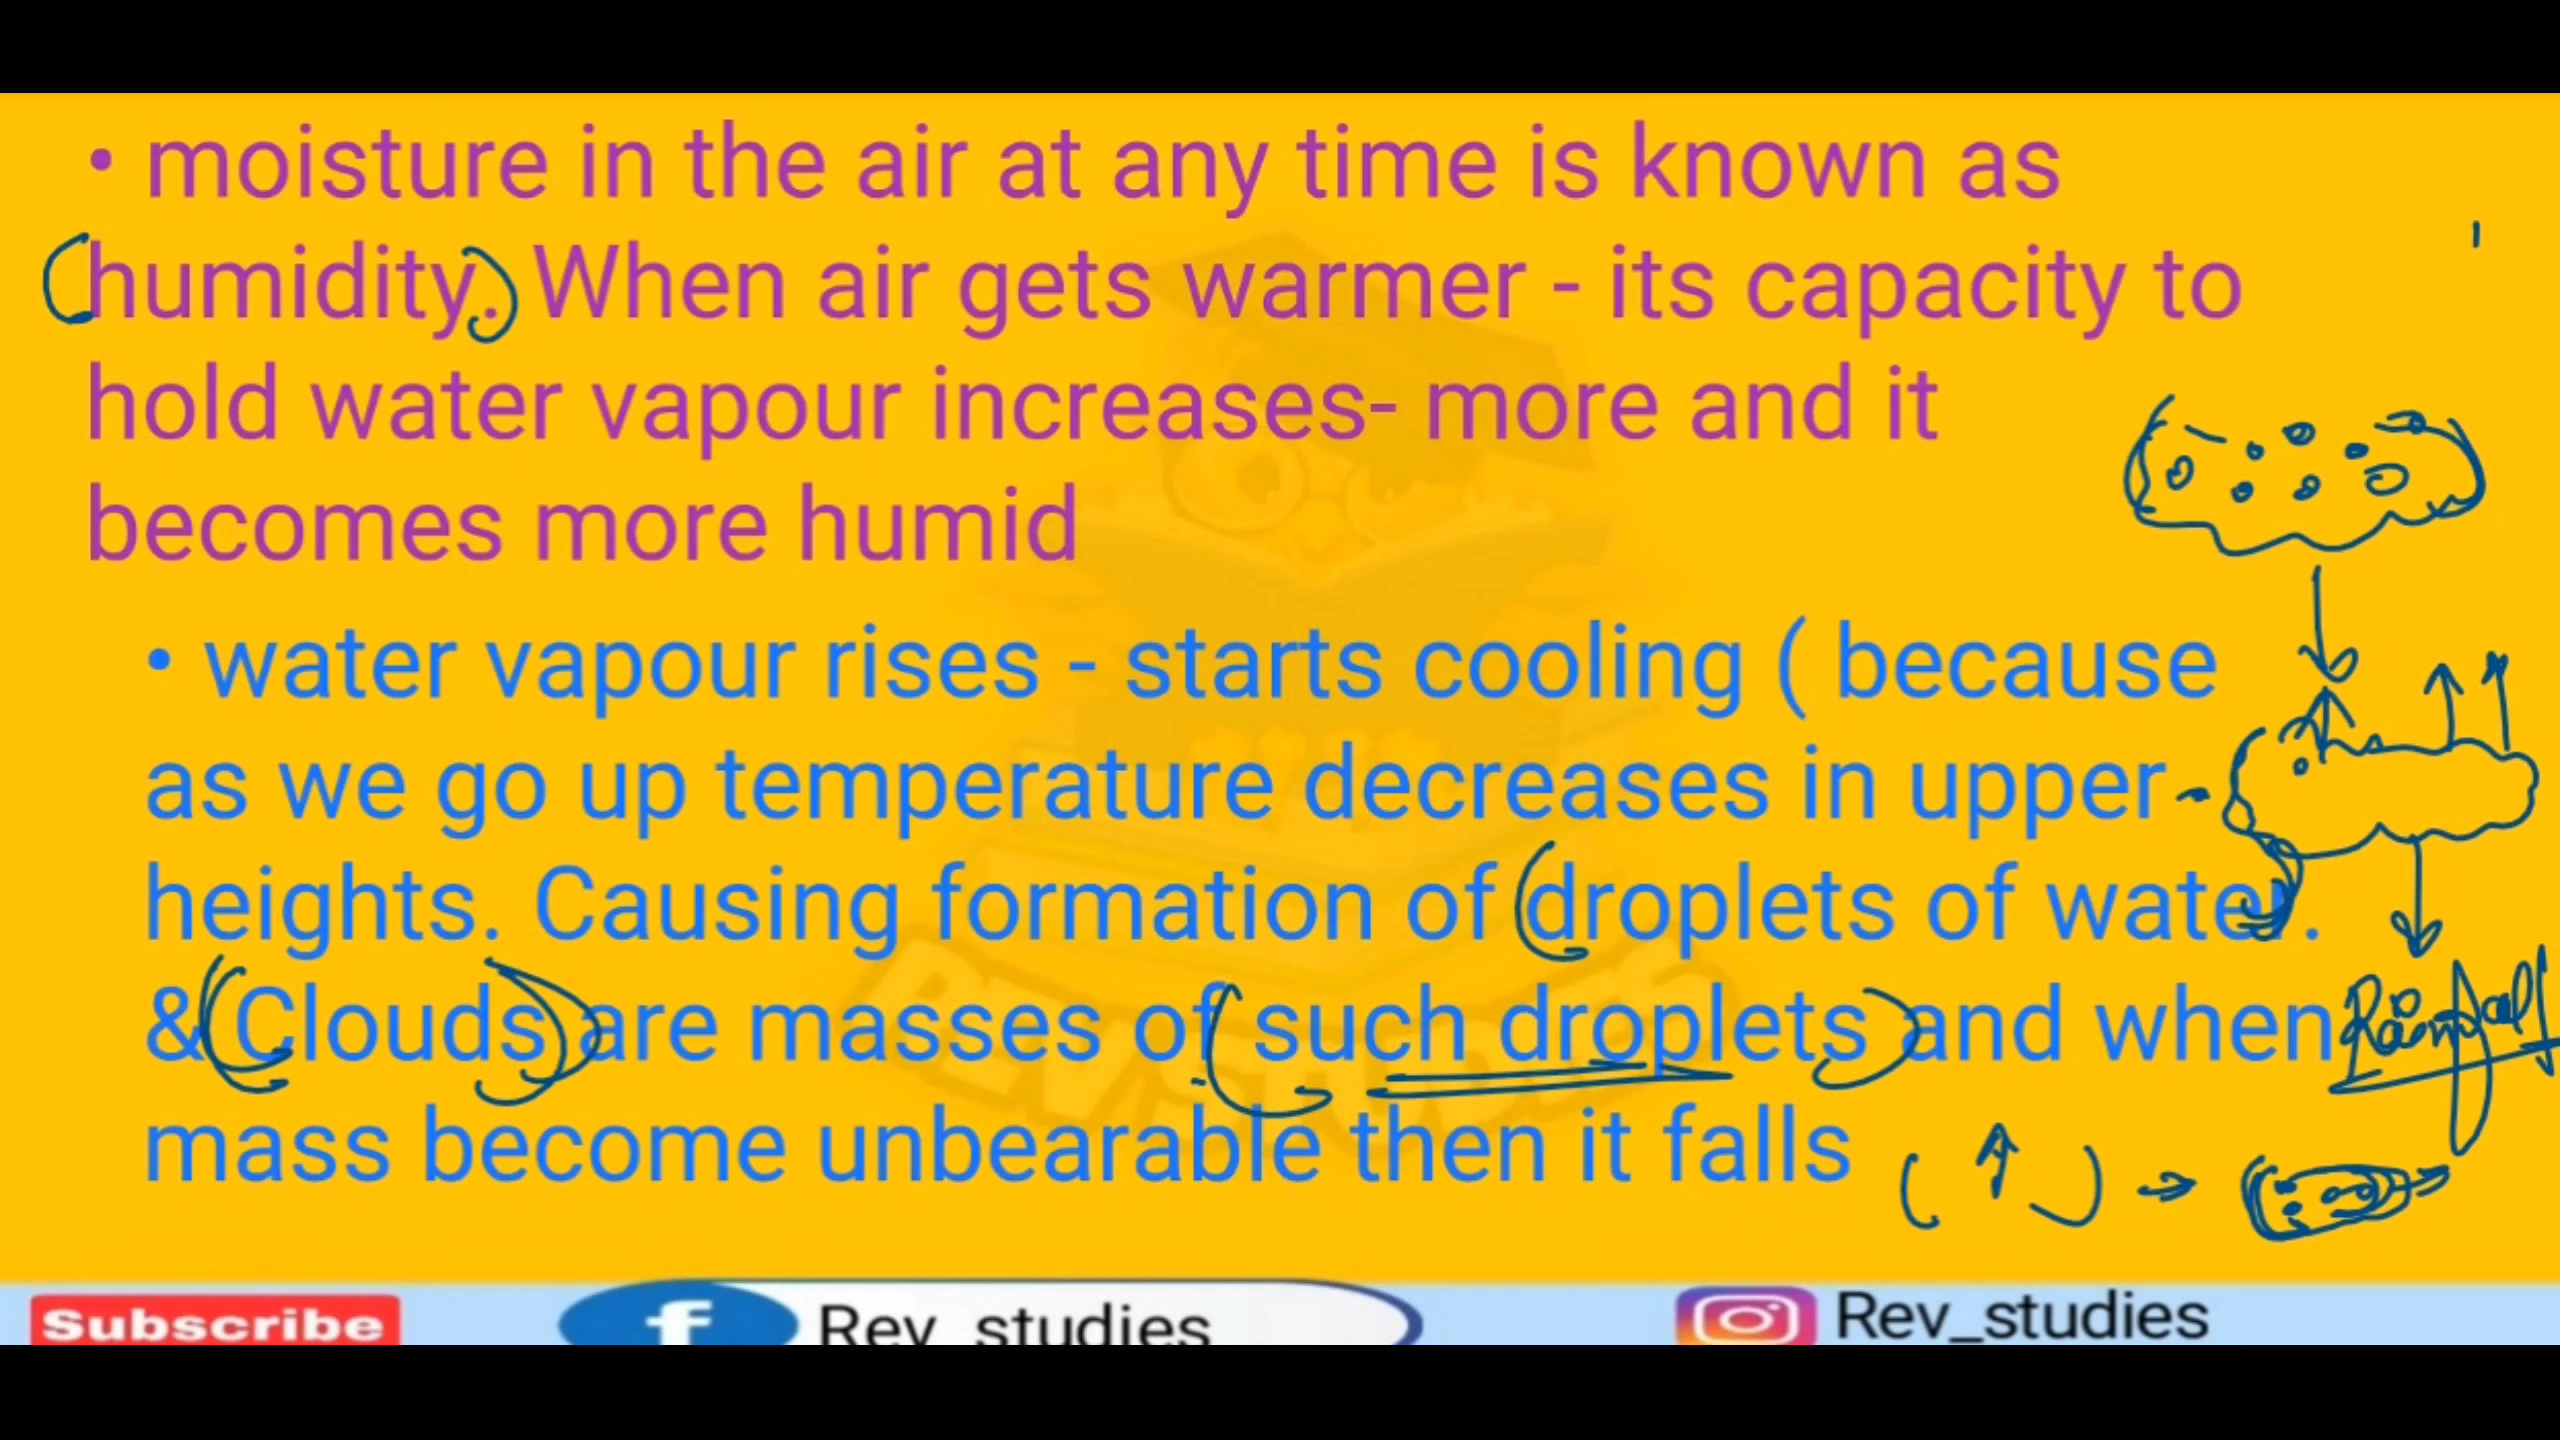 • moisture in the air at any time is known as
humidity. When air gets warmer - its capacity to
hold water vapour increases- more and it
becomes more humid
• water vapour rises - starts cooling ( because
as we go up temperature decreases in upper
heights. Causing formation of droplets of water.
& Clouds are masses of such droplets and when
Rainfall
mass become unbearable then it falls
REV STUDIES
Subscribe
f Rev_studies
Rev_studies